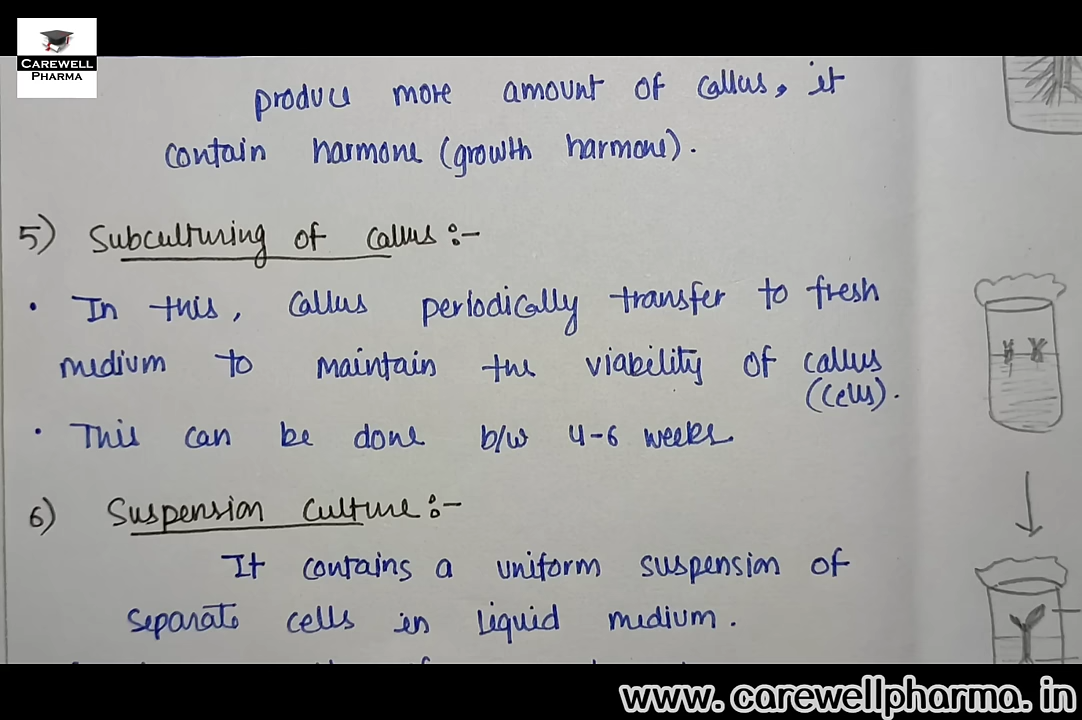 CAREWELL
PHARMA
produce more amount of callus, it
contain harmone (growth harmone).
5) Subculturing of callus :-
• In this, callus periodically transfer to fresh
medium to maintain the viability of callus
(cells).
• This can be done b/w 4-6 weeks.
6) Suspension culture :-
It contains a uniform suspension of
separate cells in liquid medium.
www.carewellpharma.in